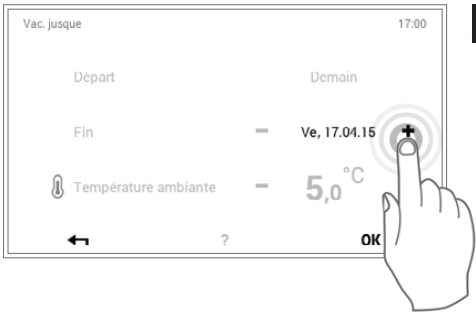 Vac. jusque 17:00
Départ Demain
Fin − Ve, 17.04.15 +
Température ambiante − 5,0 °C
? OK